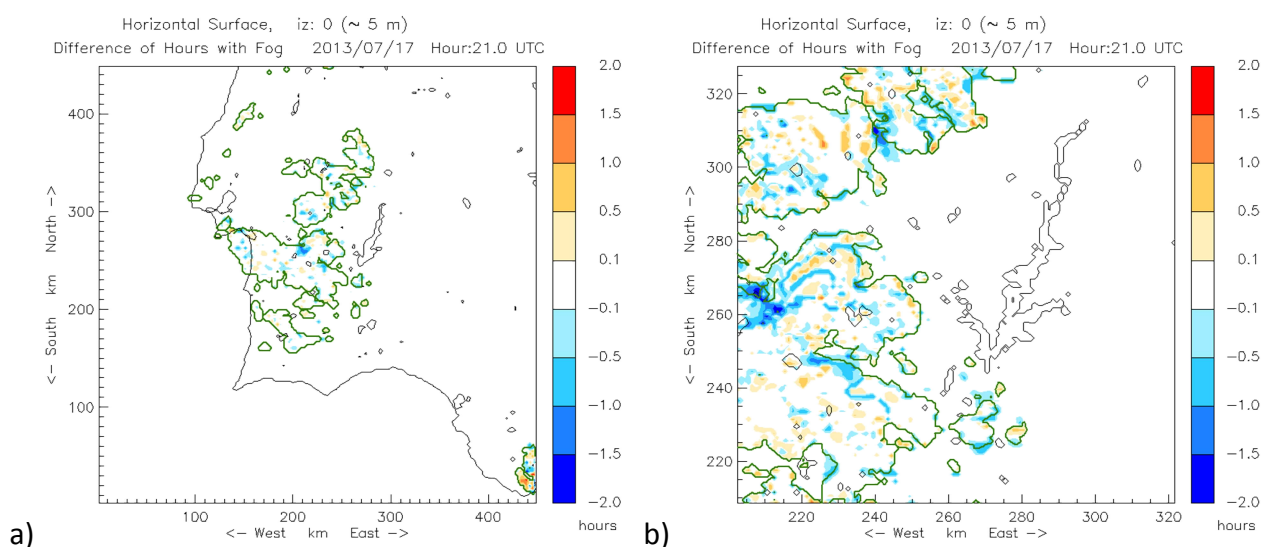 Horizontal Surface, iz: 0 (~ 5 m)
Difference of Hours with Fog 2013/07/17 Hour:21.0 UTC
<- South km North ->
400
300
200
100
100 200 300 400
<- West km East ->
2.0
1.5
1.0
0.5
0.1
-0.1
-0.5
-1.0
-1.5
-2.0
hours
a)
Horizontal Surface, iz: 0 (~ 5 m)
Difference of Hours with Fog 2013/07/17 Hour:21.0 UTC
<- South km North ->
320
300
280
260
240
220
220 240 260 280 300 320
<- West km East ->
2.0
1.5
1.0
0.5
0.1
-0.1
-0.5
-1.0
-1.5
-2.0
hours
b)